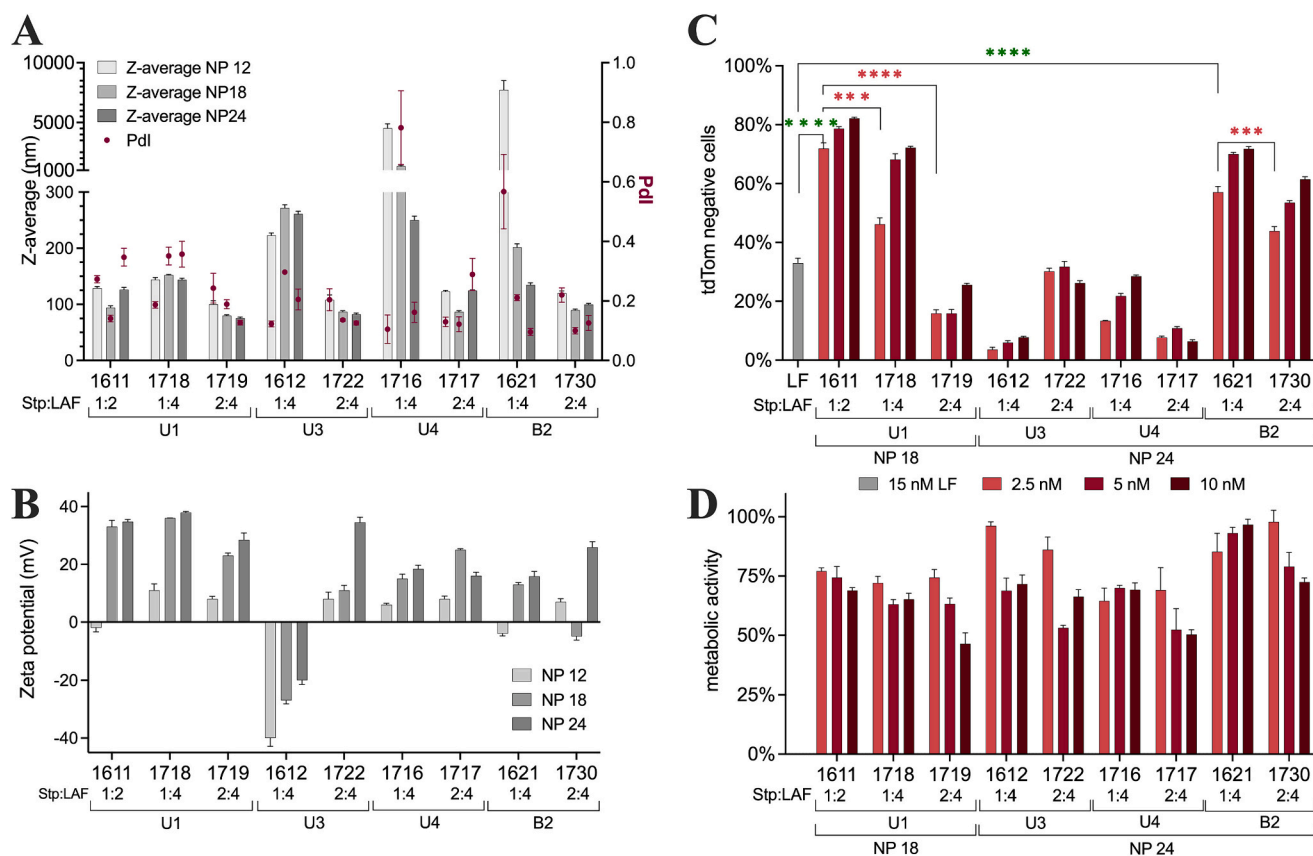 A
Z-average (nm)
10000
5000
1000
300
200
100
0
Z-average NP 12
Z-average NP18
Z-average NP24
PdI
1.0
0.8
0.6
0.4
0.2
0.0
PdI
1611 1718 1719 1612 1722 1716 1717 1621 1730
Stp:LAF 1:2 1:4 2:4 1:4 2:4 1:4 2:4 1:4 2:4
U1 U3 U4 B2
B
Zeta potential (mV)
40
20
0
-20
-40
NP 12
NP 18
NP 24
1611 1718 1719 1612 1722 1716 1717 1621 1730
Stp:LAF 1:2 1:4 2:4 1:4 2:4 1:4 2:4 1:4 2:4
U1 U3 U4 B2
C
tdTom negative cells
100%
80%
60%
40%
20%
0%
****
****
***
****
***
LF 1611 1718 1719 1612 1722 1716 1717 1621 1730
Stp:LAF 1:2 1:4 2:4 1:4 2:4 1:4 2:4 1:4 2:4
U1 U3 U4 B2
NP 18 NP 24
15 nM LF 2.5 nM 5 nM 10 nM
D
metabolic activity
100%
75%
50%
25%
0%
1611 1718 1719 1612 1722 1716 1717 1621 1730
Stp:LAF 1:2 1:4 2:4 1:4 2:4 1:4 2:4 1:4 2:4
U1 U3 U4 B2
NP 18 NP 24